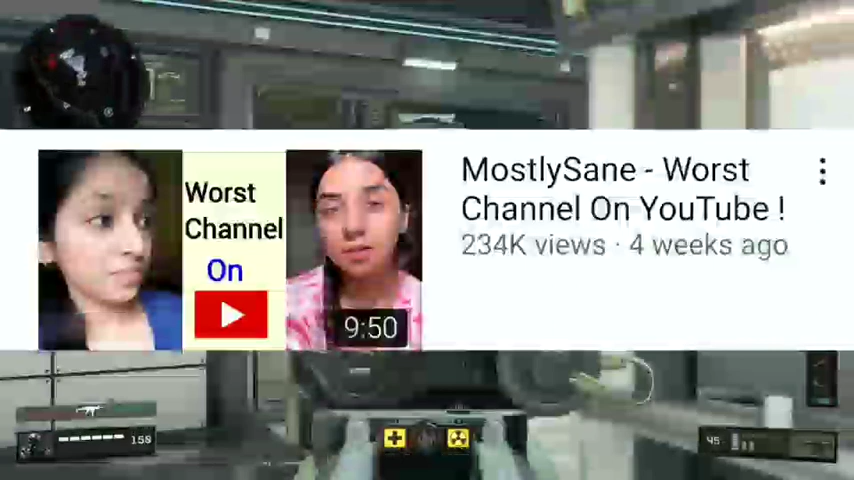 Worst
Channel
On
9:50
MostlySane - Worst
Channel On YouTube !
234K views · 4 weeks ago
158
45